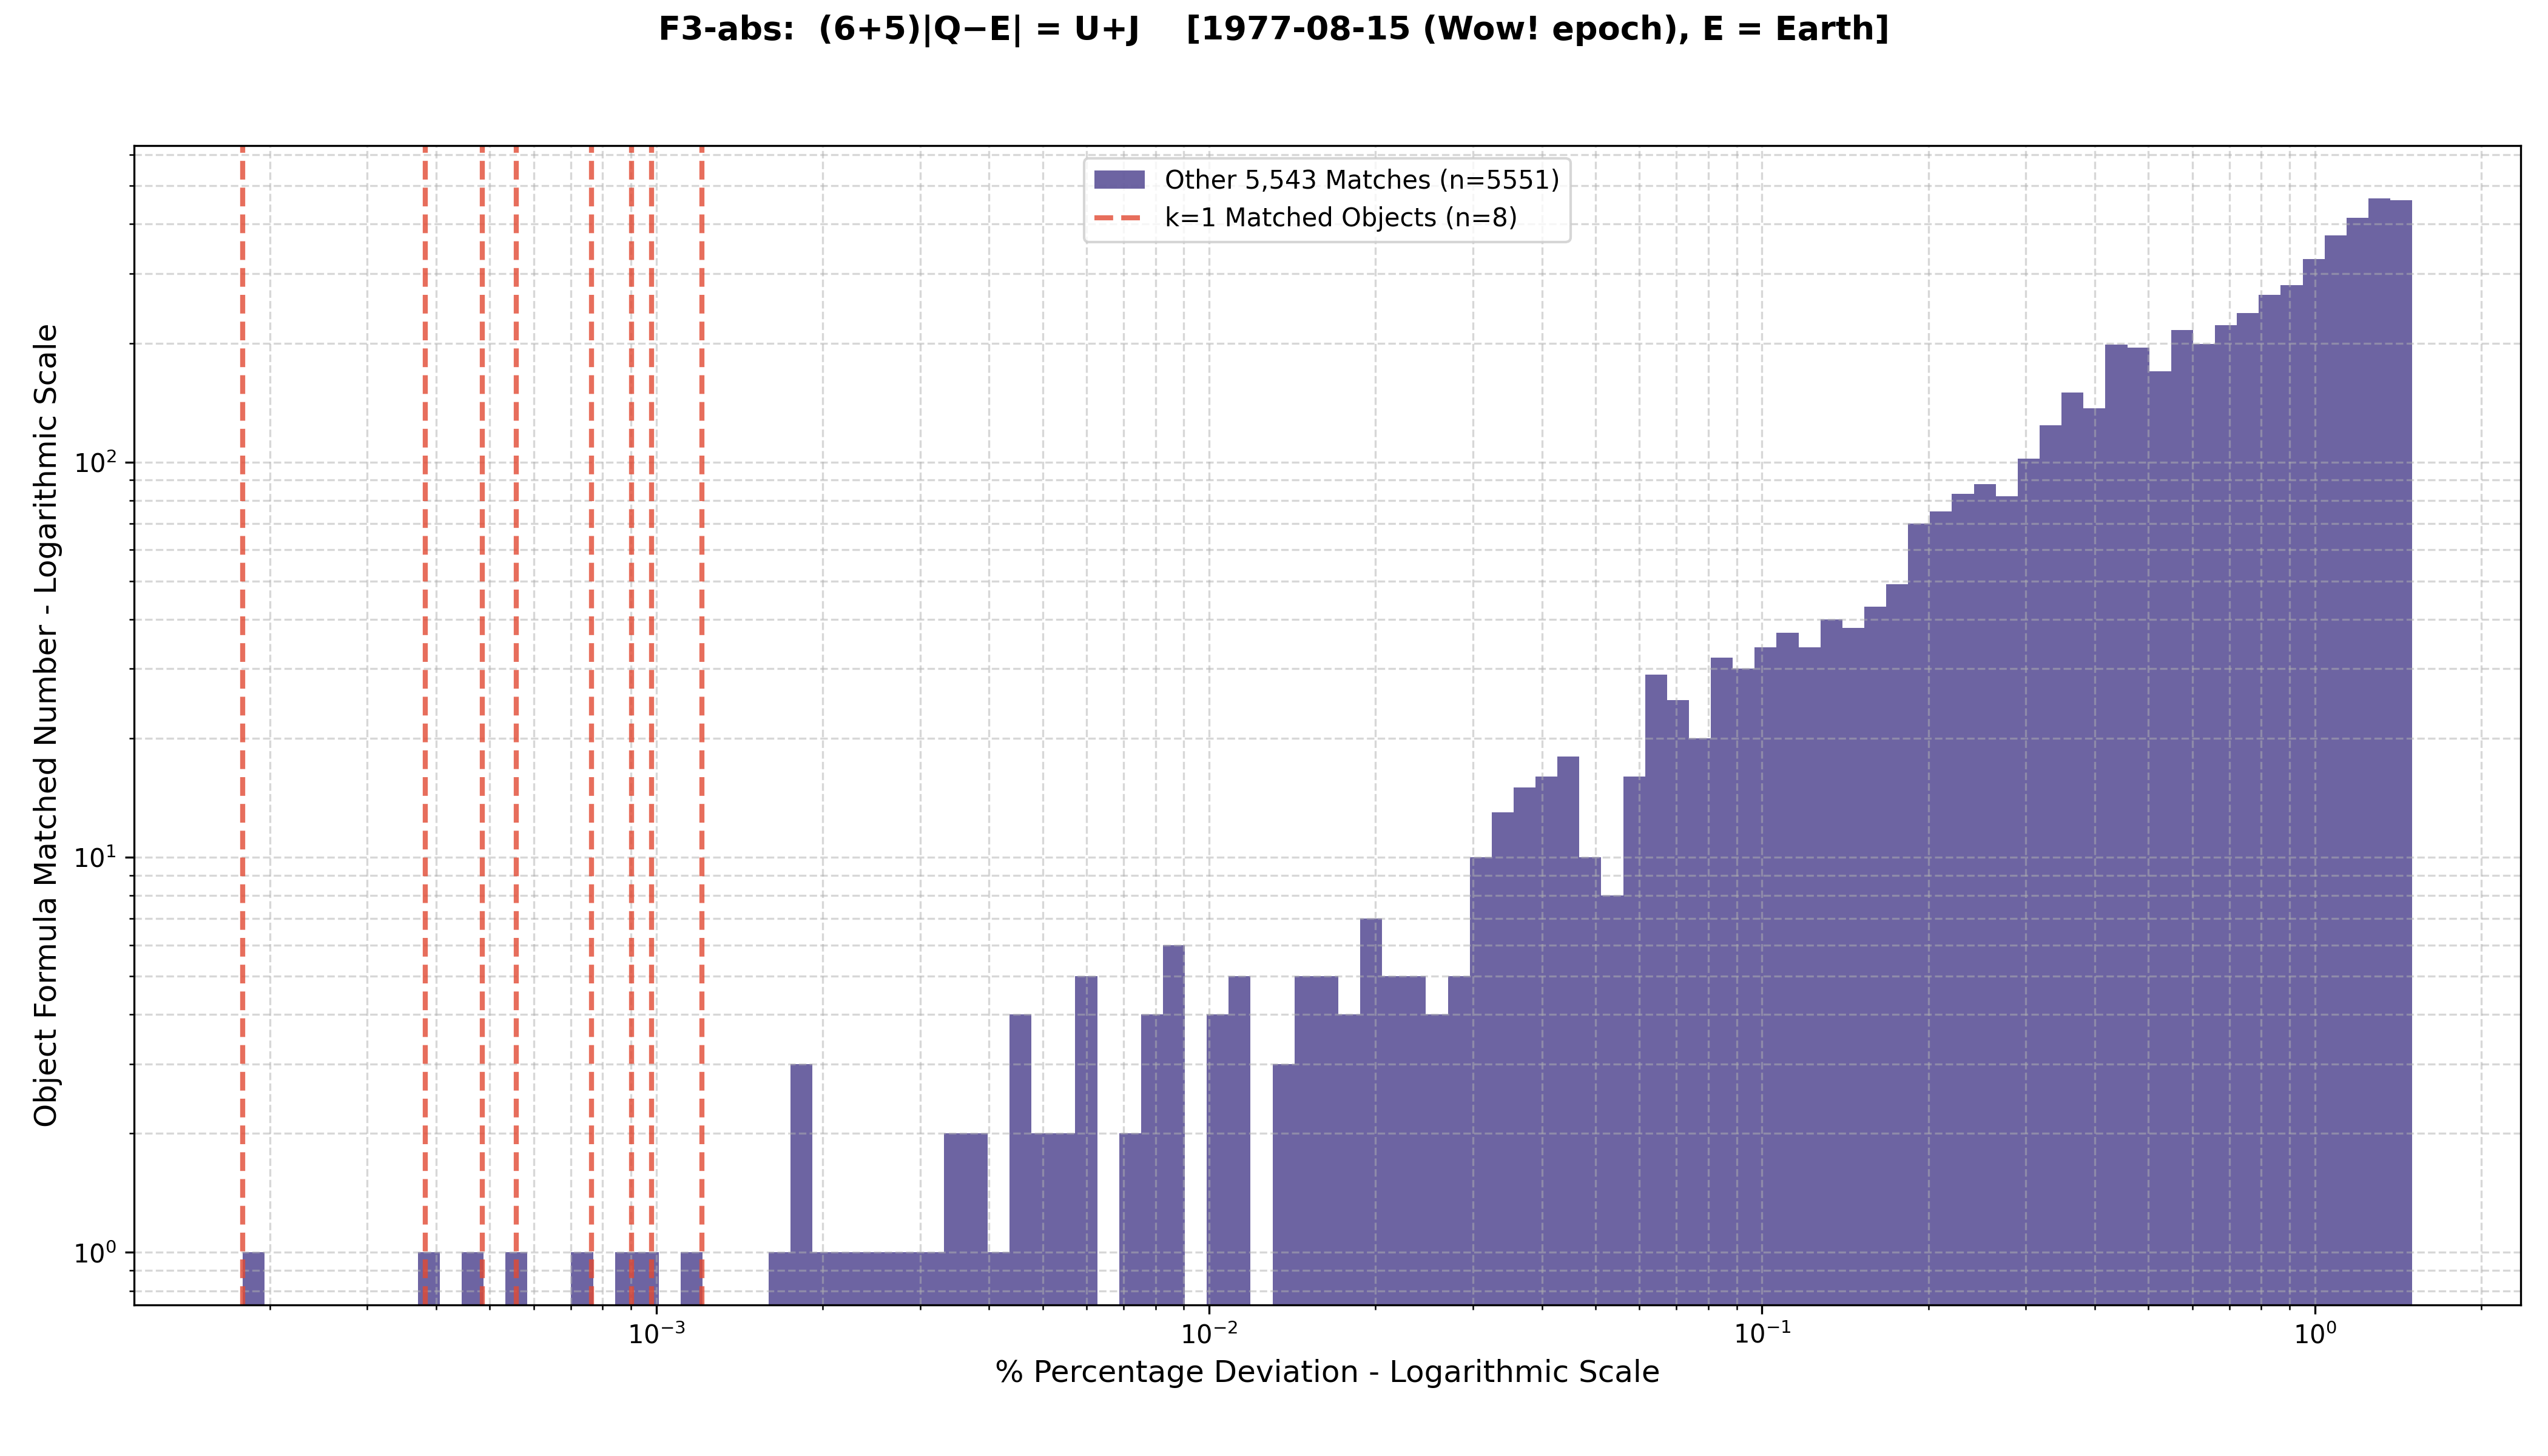 F3-abs: (6+5)|Q−E| = U+J [1977-08-15 (Wow! epoch), E = Earth]
Other 5,543 Matches (n=5551)
k=1 Matched Objects (n=8)
Object Formula Matched Number - Logarithmic Scale
10²
10¹
10⁰
10⁻³
10⁻²
10⁻¹
10⁰
% Percentage Deviation - Logarithmic Scale